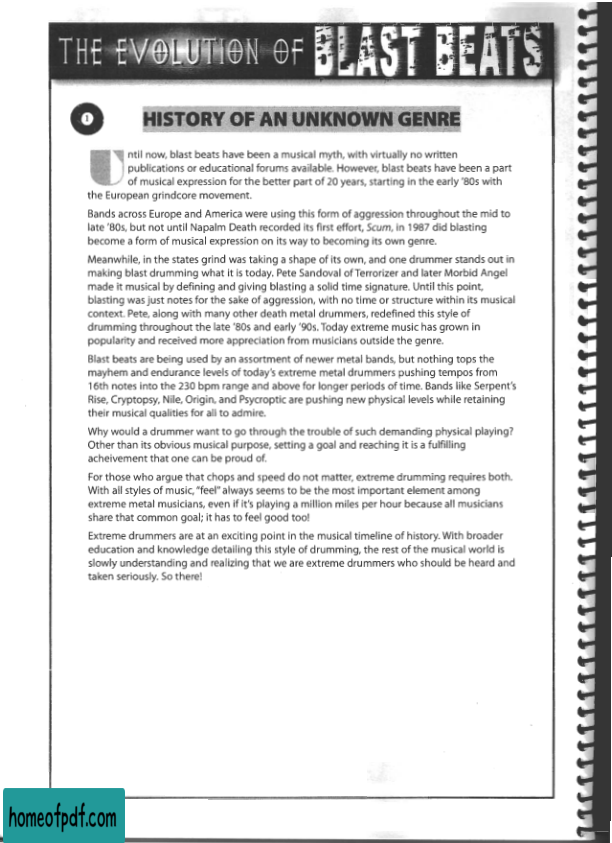 THE EVOLUTION OF BLAST BEATS
1
HISTORY OF AN UNKNOWN GENRE
Until now, blast beats have been a musical myth, with virtually no written
publications or educational forums available. However, blast beats have been a part
of musical expression for the better part of 20 years, starting in the early '80s with
the European grindcore movement.
Bands across Europe and America were using this form of aggression throughout the mid to
late '80s, but not until Napalm Death recorded its first effort, Scum, in 1987 did blasting
become a form of musical expression on its way to becoming its own genre.
Meanwhile, in the states grind was taking a shape of its own, and one drummer stands out in
making blast drumming what it is today. Pete Sandoval of Terrorizer and later Morbid Angel
made it musical by defining and giving blasting a solid time signature. Until this point,
blasting was just notes for the sake of aggression, with no time or structure within its musical
context. Pete, along with many other death metal drummers, redefined this style of
drumming throughout the late '80s and early '90s. Today extreme music has grown in
popularity and received more appreciation from musicians outside the genre.
Blast beats are being used by an assortment of newer metal bands, but nothing tops the
mayhem and endurance levels of today's extreme metal drummers pushing tempos from
16th notes into the 230 bpm range and above for longer periods of time. Bands like Serpent's
Rise, Cryptopsy, Nile, Origin, and Psycroptic are pushing new physical levels while retaining
their musical qualities for all to admire.
Why would a drummer want to go through the trouble of such demanding physical playing?
Other than its obvious musical purpose, setting a goal and reaching it is a fulfilling
acheivement that one can be proud of.
For those who argue that chops and speed do not matter, extreme drumming requires both.
With all styles of music, "feel" always seems to be the most important element among
extreme metal musicians, even if it's playing a million miles per hour because all musicians
share that common goal; it has to feel good too!
Extreme drummers are at an exciting point in the musical timeline of history. With broader
education and knowledge detailing this style of drumming, the rest of the musical world is
slowly understanding and realizing that we are extreme drummers who should be heard and
taken seriously. So there!
homeofpdf.com